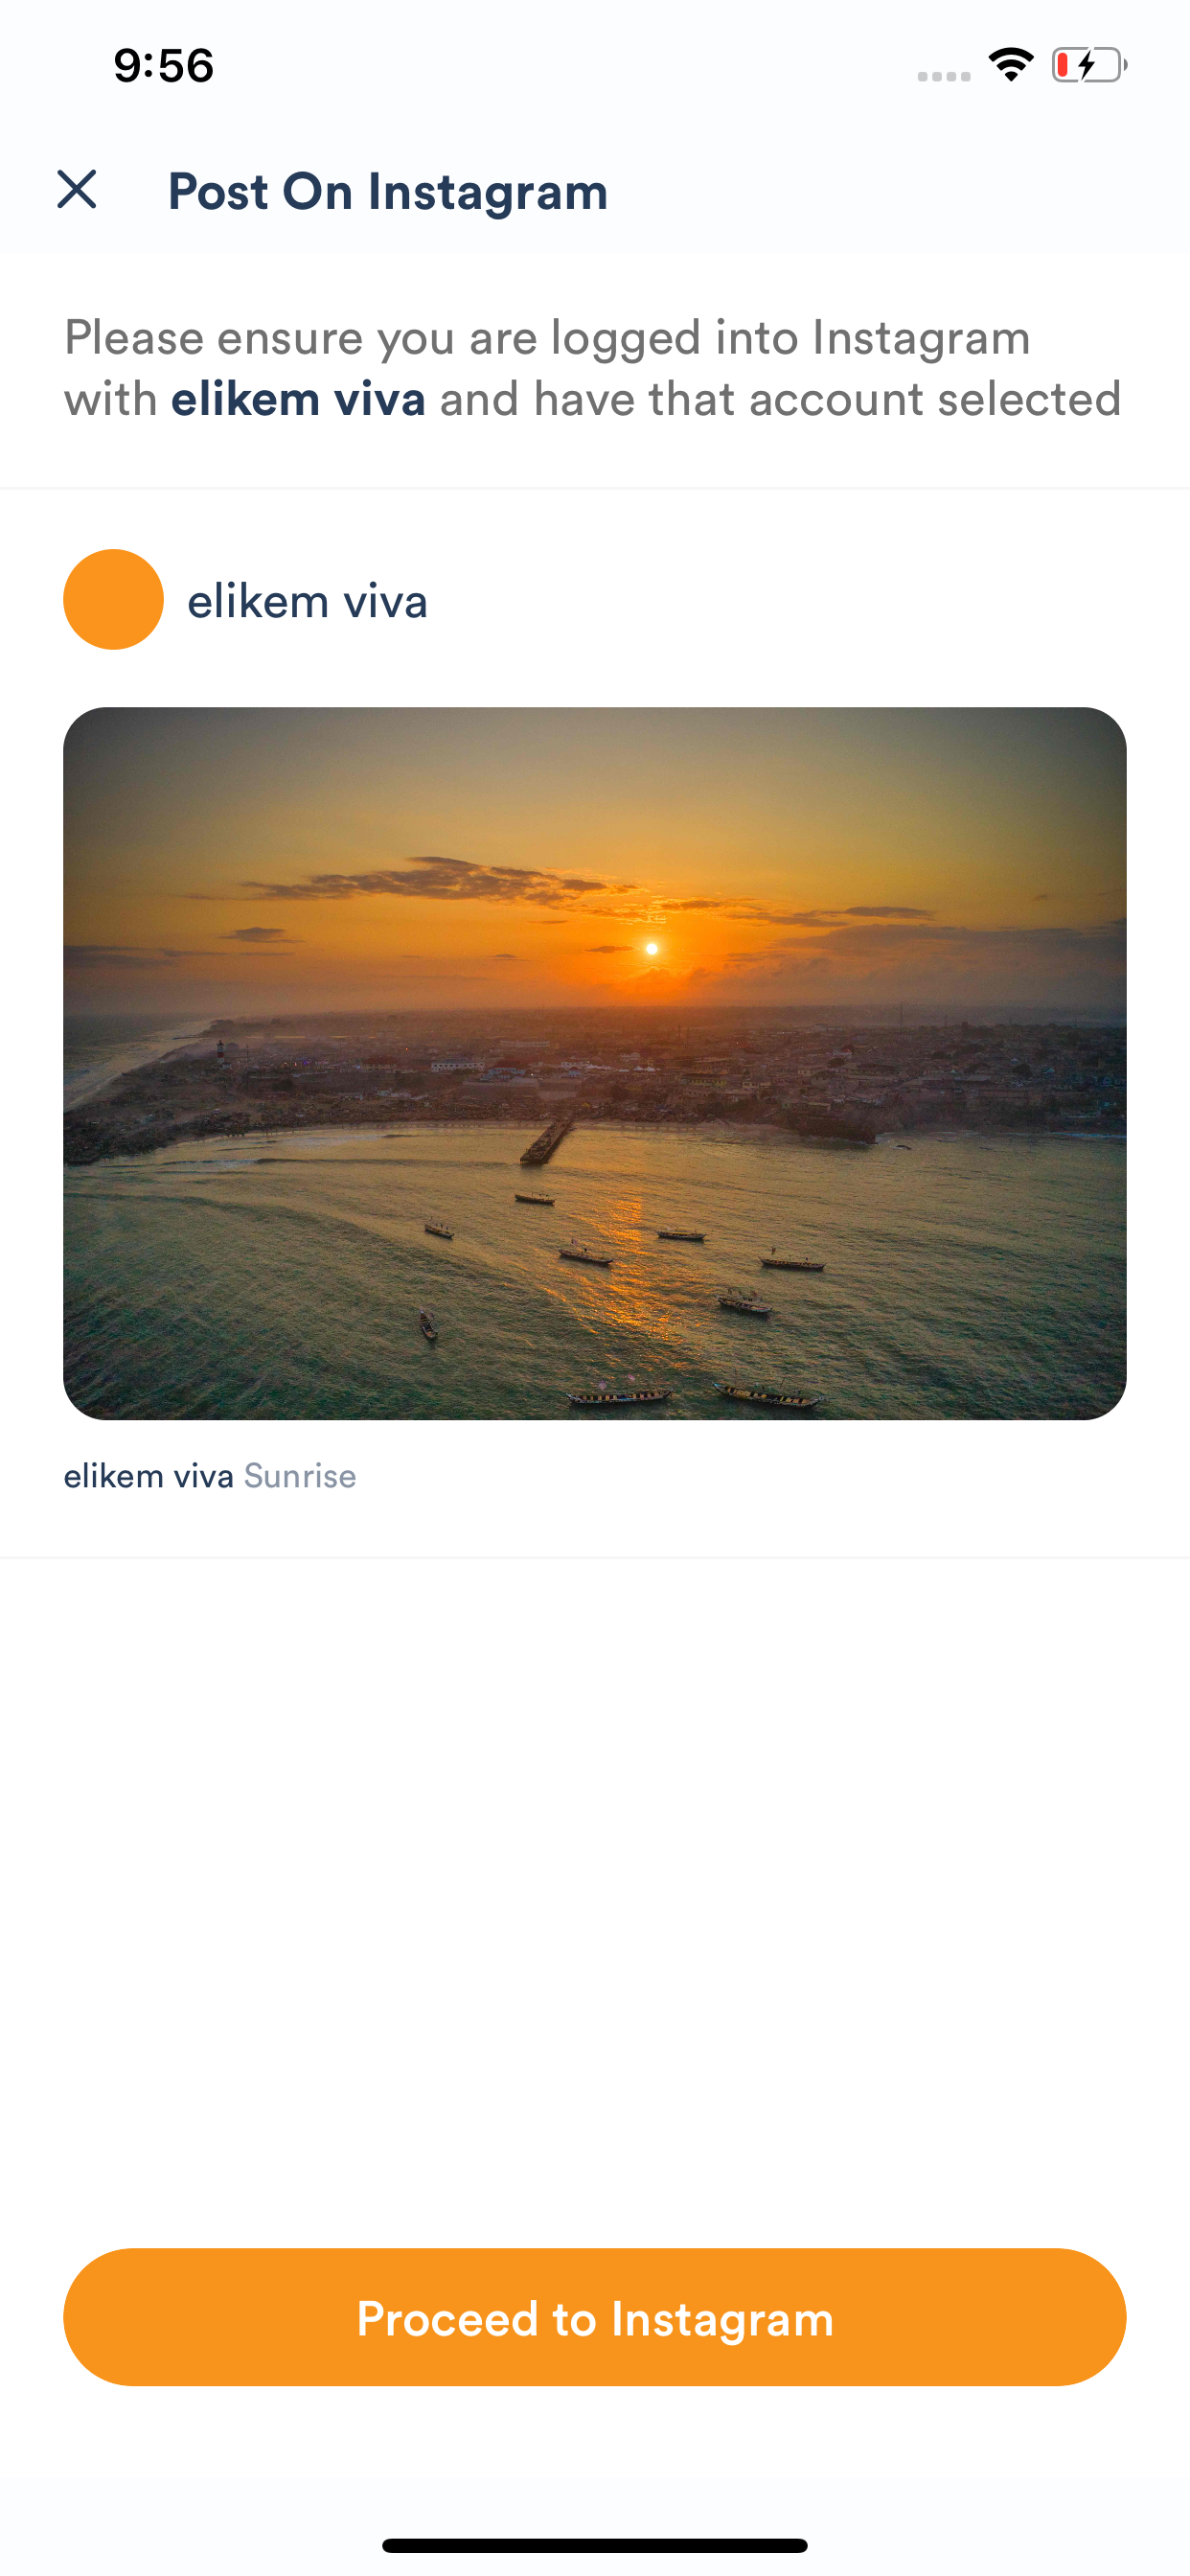 9:56
Post On Instagram
Please ensure you are logged into Instagram
with elikem viva and have that account selected
elikem viva
elikem viva Sunrise
Proceed to Instagram